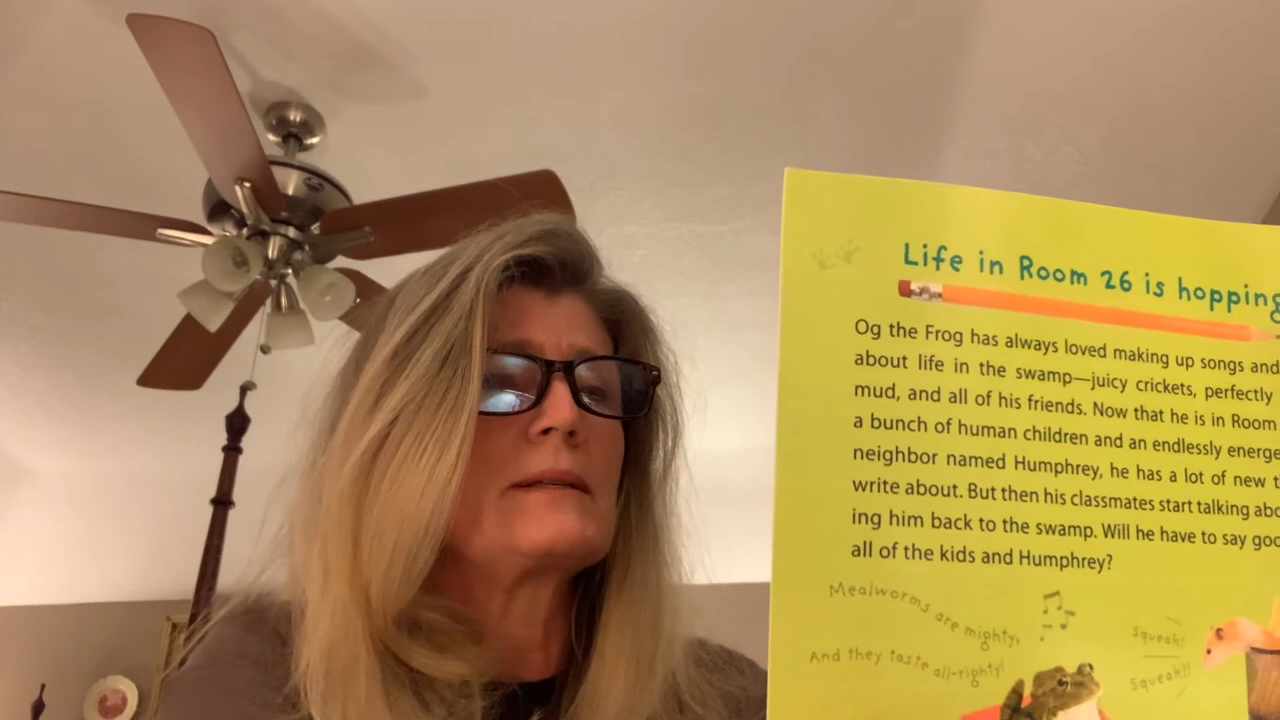 Life in Room 26 is hopping
Og the Frog has always loved making up songs and
about life in the swamp—juicy crickets, perfectly
mud, and all of his friends. Now that he is in Room
a bunch of human children and an endlessly energe
neighbor named Humphrey, he has a lot of new t
write about. But then his classmates start talking abo
ing him back to the swamp. Will he have to say goo
all of the kids and Humphrey?
Mealworms are mighty,
And they taste all-righty!
Squeak!
Squeak!!